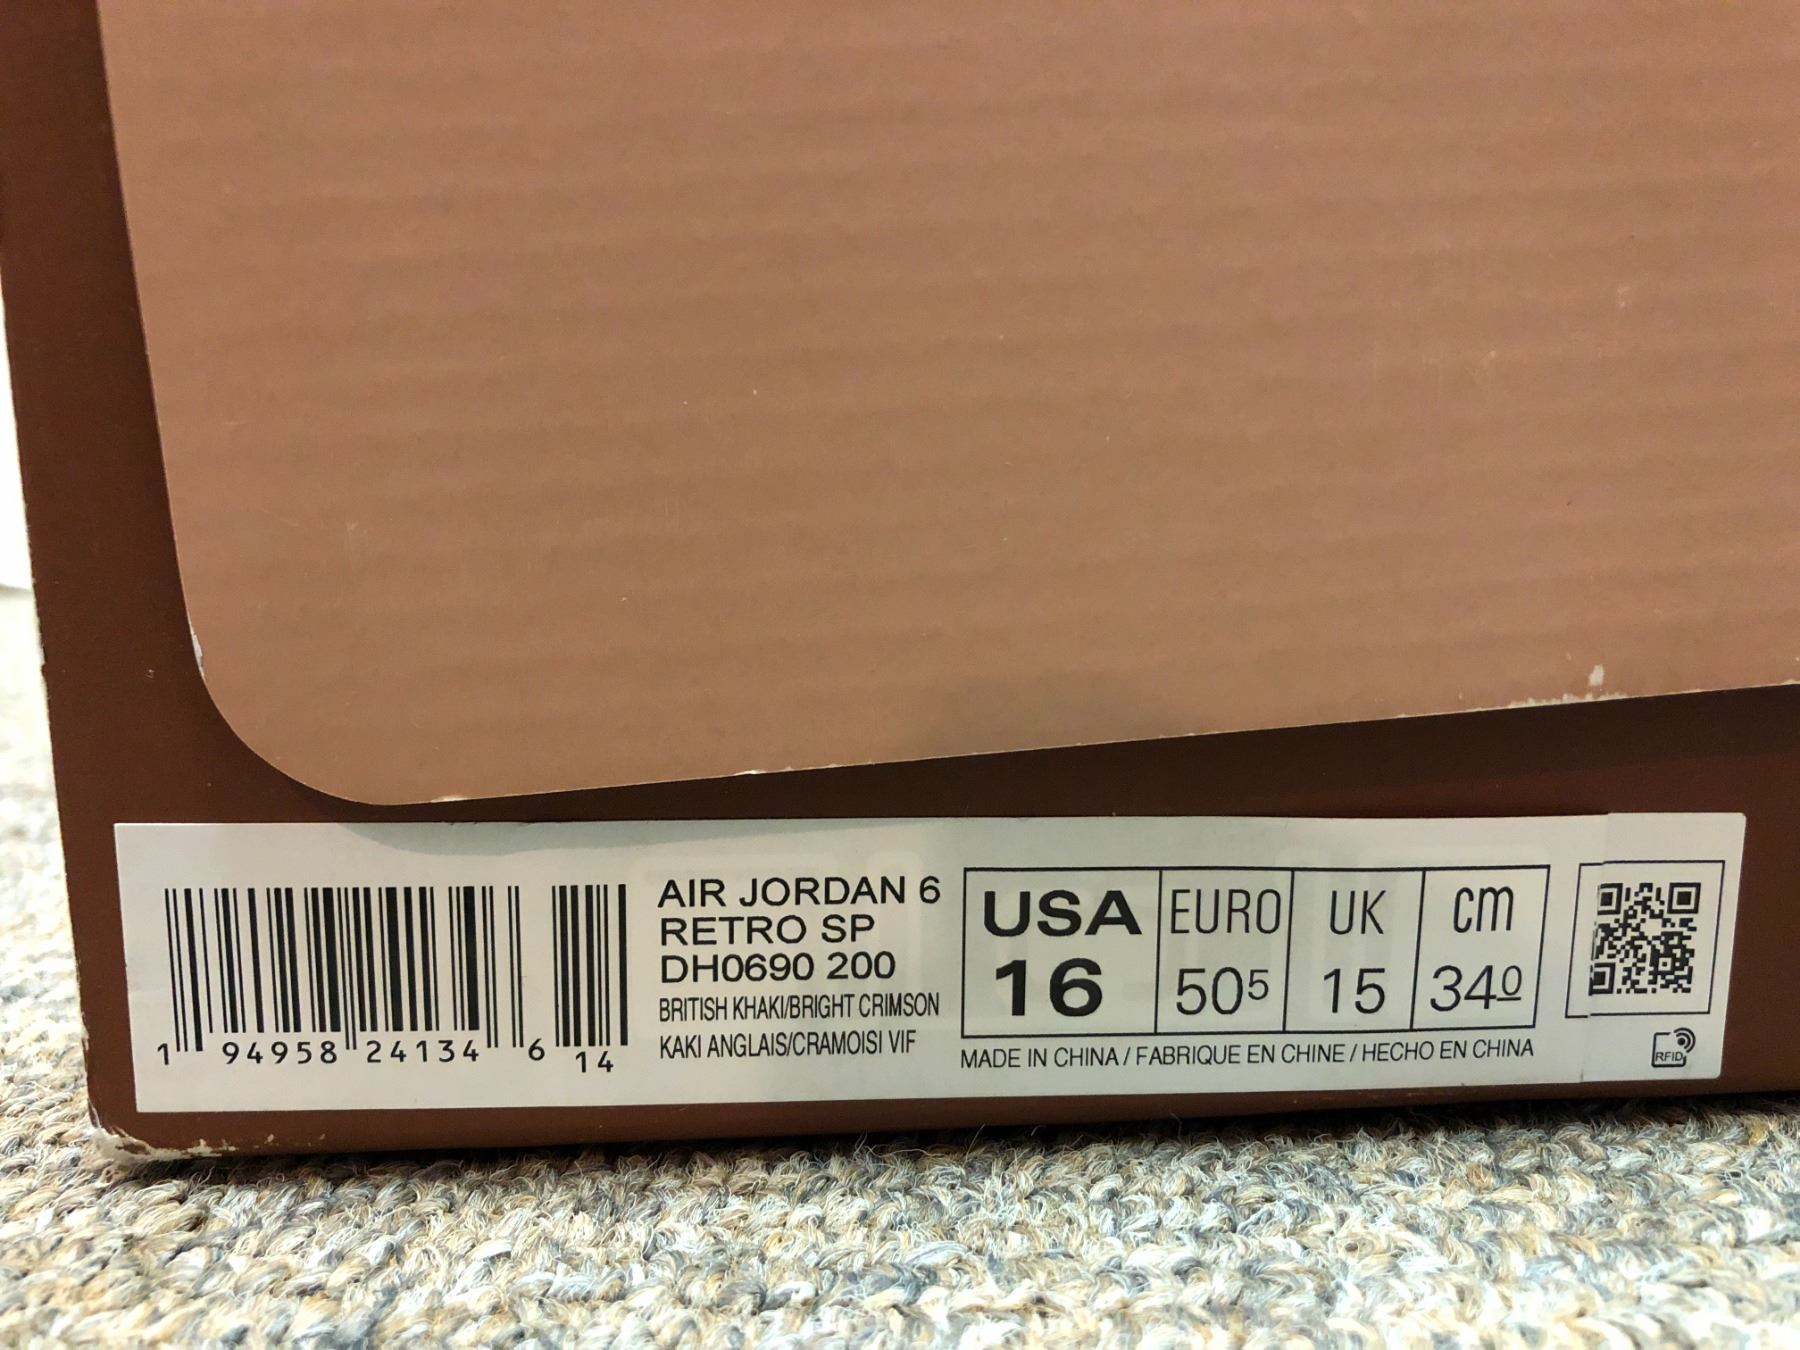 AIR JORDAN 6
RETRO SP
DH0690 200
BRITISH KHAKI/BRIGHT CRIMSON
KAKI ANGLAIS/CRAMOISI VIF
1 94958 24134 6 14
USA EURO UK cm
16 505 15 340
MADE IN CHINA / FABRIQUE EN CHINE / HECHO EN CHINA
RFID